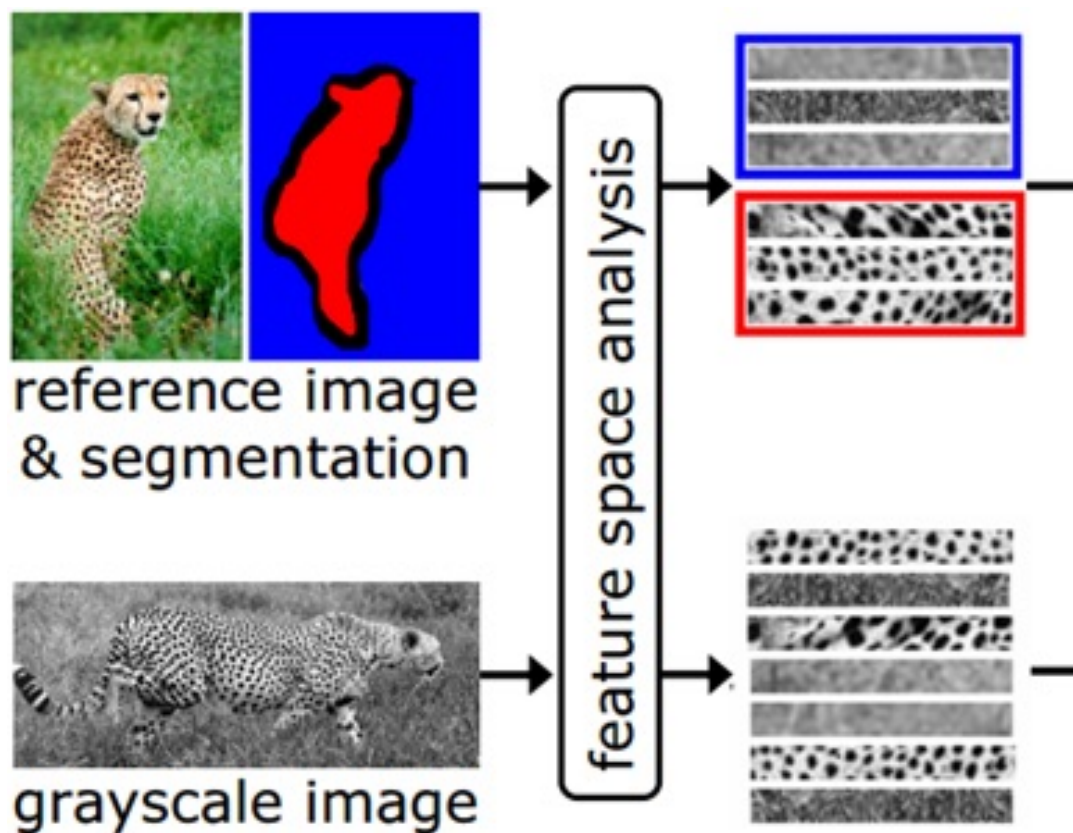 reference image
& segmentation
feature space analysis
grayscale image